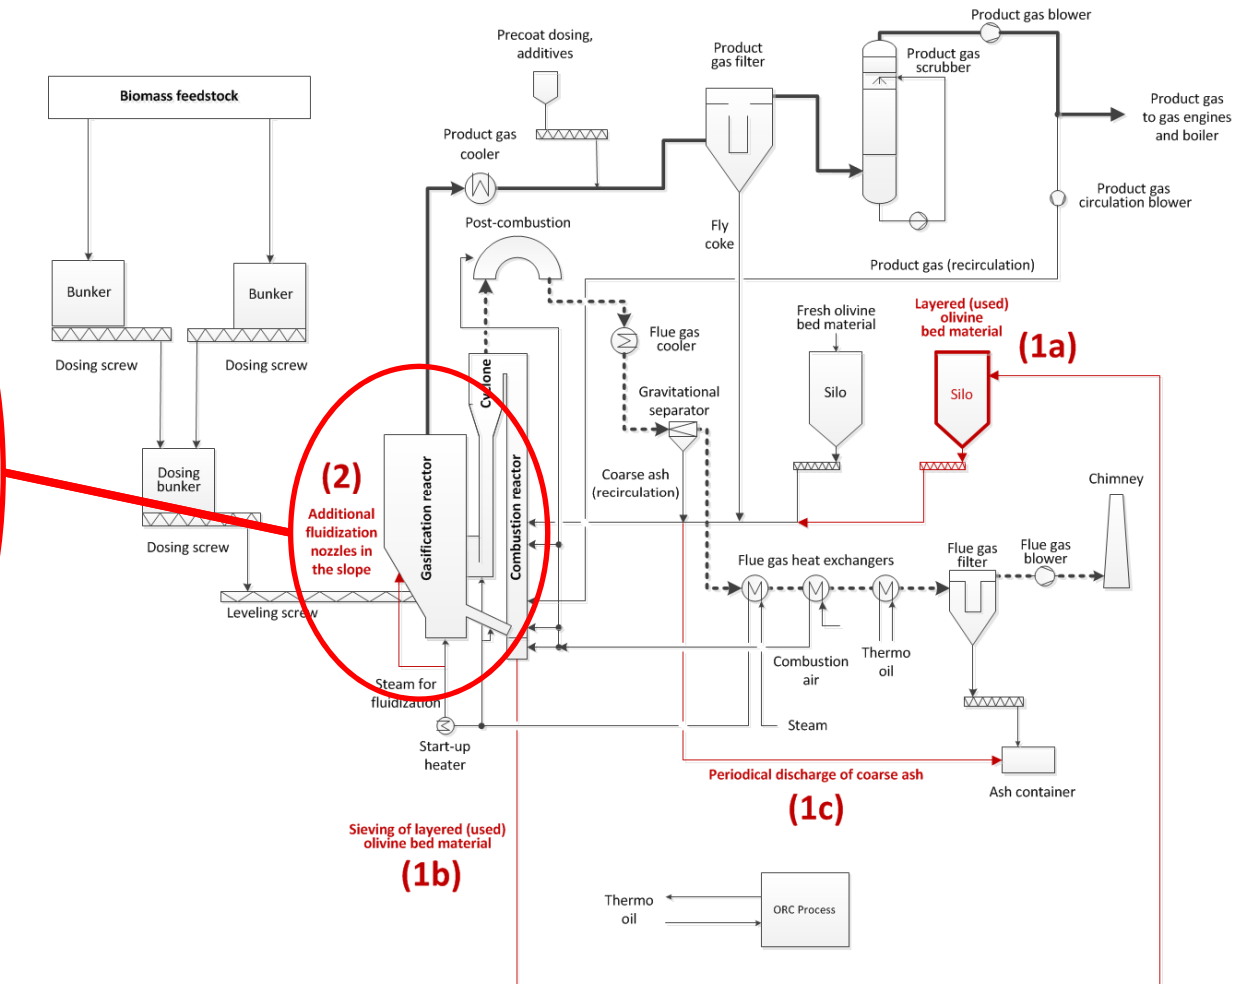 Product gas blower
Precoat dosing,
additives
Product
gas filter
Product gas
scrubber
Biomass feedstock
Product gas
to gas engines
and boiler
Product gas
cooler
Product gas
circulation blower
Post-combustion
Fly
coke
Product gas (recirculation)
Bunker
Bunker
Fresh olivine
bed material
Layered (used)
olivine
bed material
(1a)
Flue gas
cooler
Dosing screw
Dosing screw
Cyclone
Gravitational
separator
Silo
Silo
Dosing
bunker
(2)
Additional
fluidization
nozzles in
the slope
Gasification reactor
Combustion reactor
Coarse ash
(recirculation)
Chimney
Dosing screw
Flue gas heat exchangers
Flue gas
filter
Flue gas
blower
Leveling screw
Combustion
air
Thermo
oil
Steam for
fluidization
Steam
Start-up
heater
Periodical discharge of coarse ash
(1c)
Ash container
Sieving of layered (used)
olivine bed material
(1b)
Thermo
oil
ORC Process